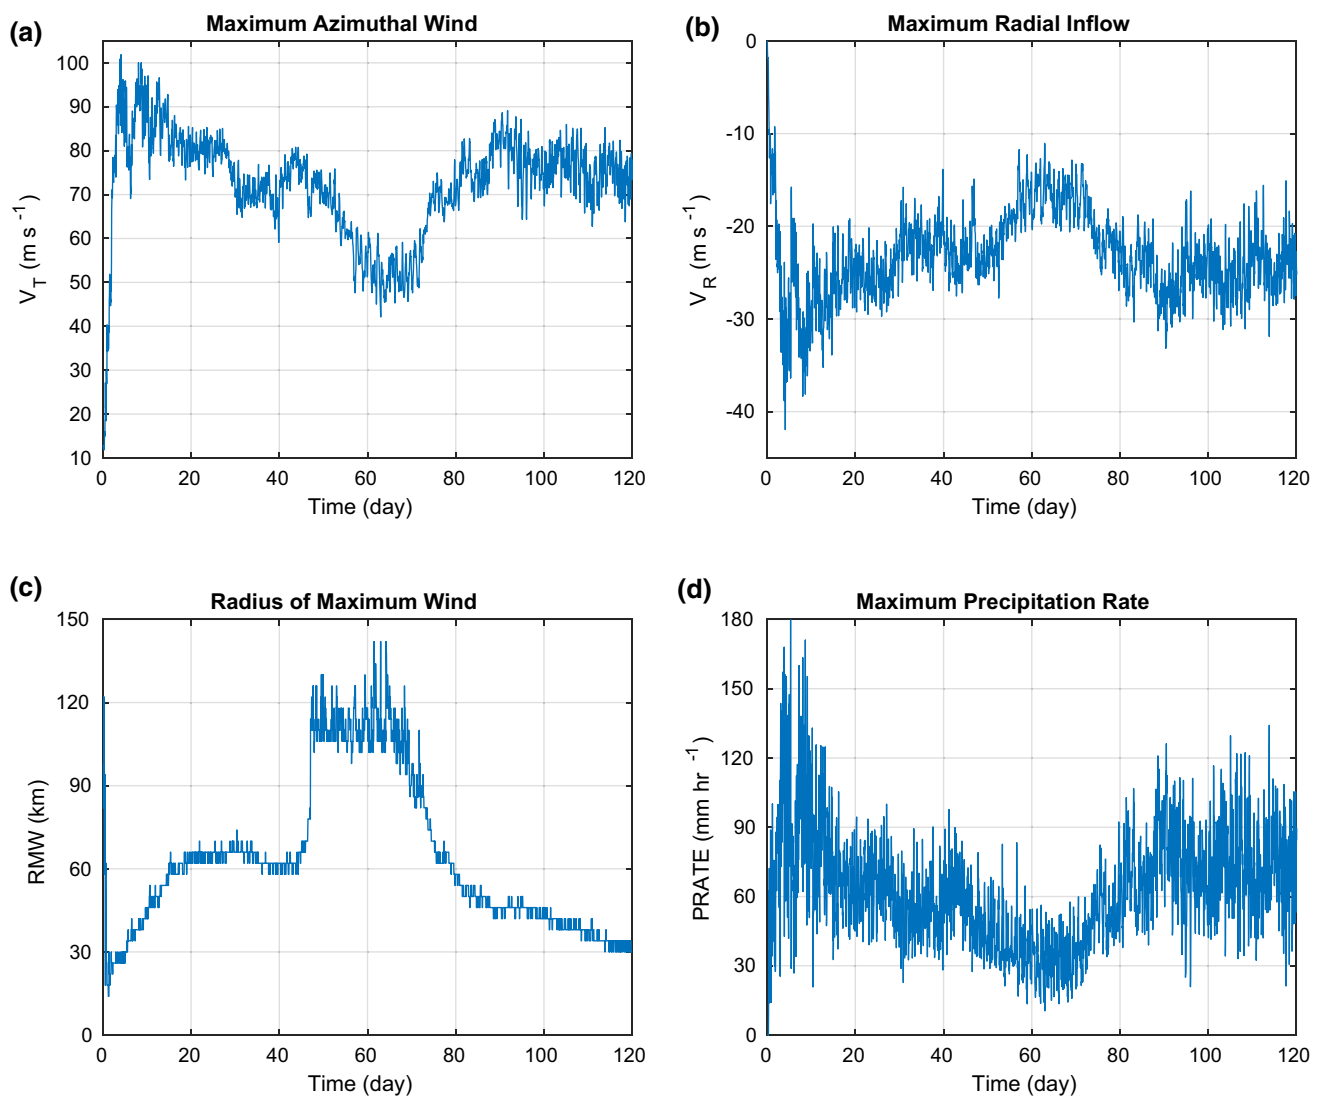 (a)
Maximum Azimuthal Wind
100
90
80
70
60
50
40
30
20
10
V_T (m s⁻¹)
0 20 40 60 80 100 120
Time (day)
(b)
Maximum Radial Inflow
0
-10
-20
-30
-40
V_R (m s⁻¹)
0 20 40 60 80 100 120
Time (day)
(c)
Radius of Maximum Wind
150
120
90
60
30
0
RMW (km)
0 20 40 60 80 100 120
Time (day)
(d)
Maximum Precipitation Rate
180
150
120
90
60
30
0
PRATE (mm hr⁻¹)
0 20 40 60 80 100 120
Time (day)